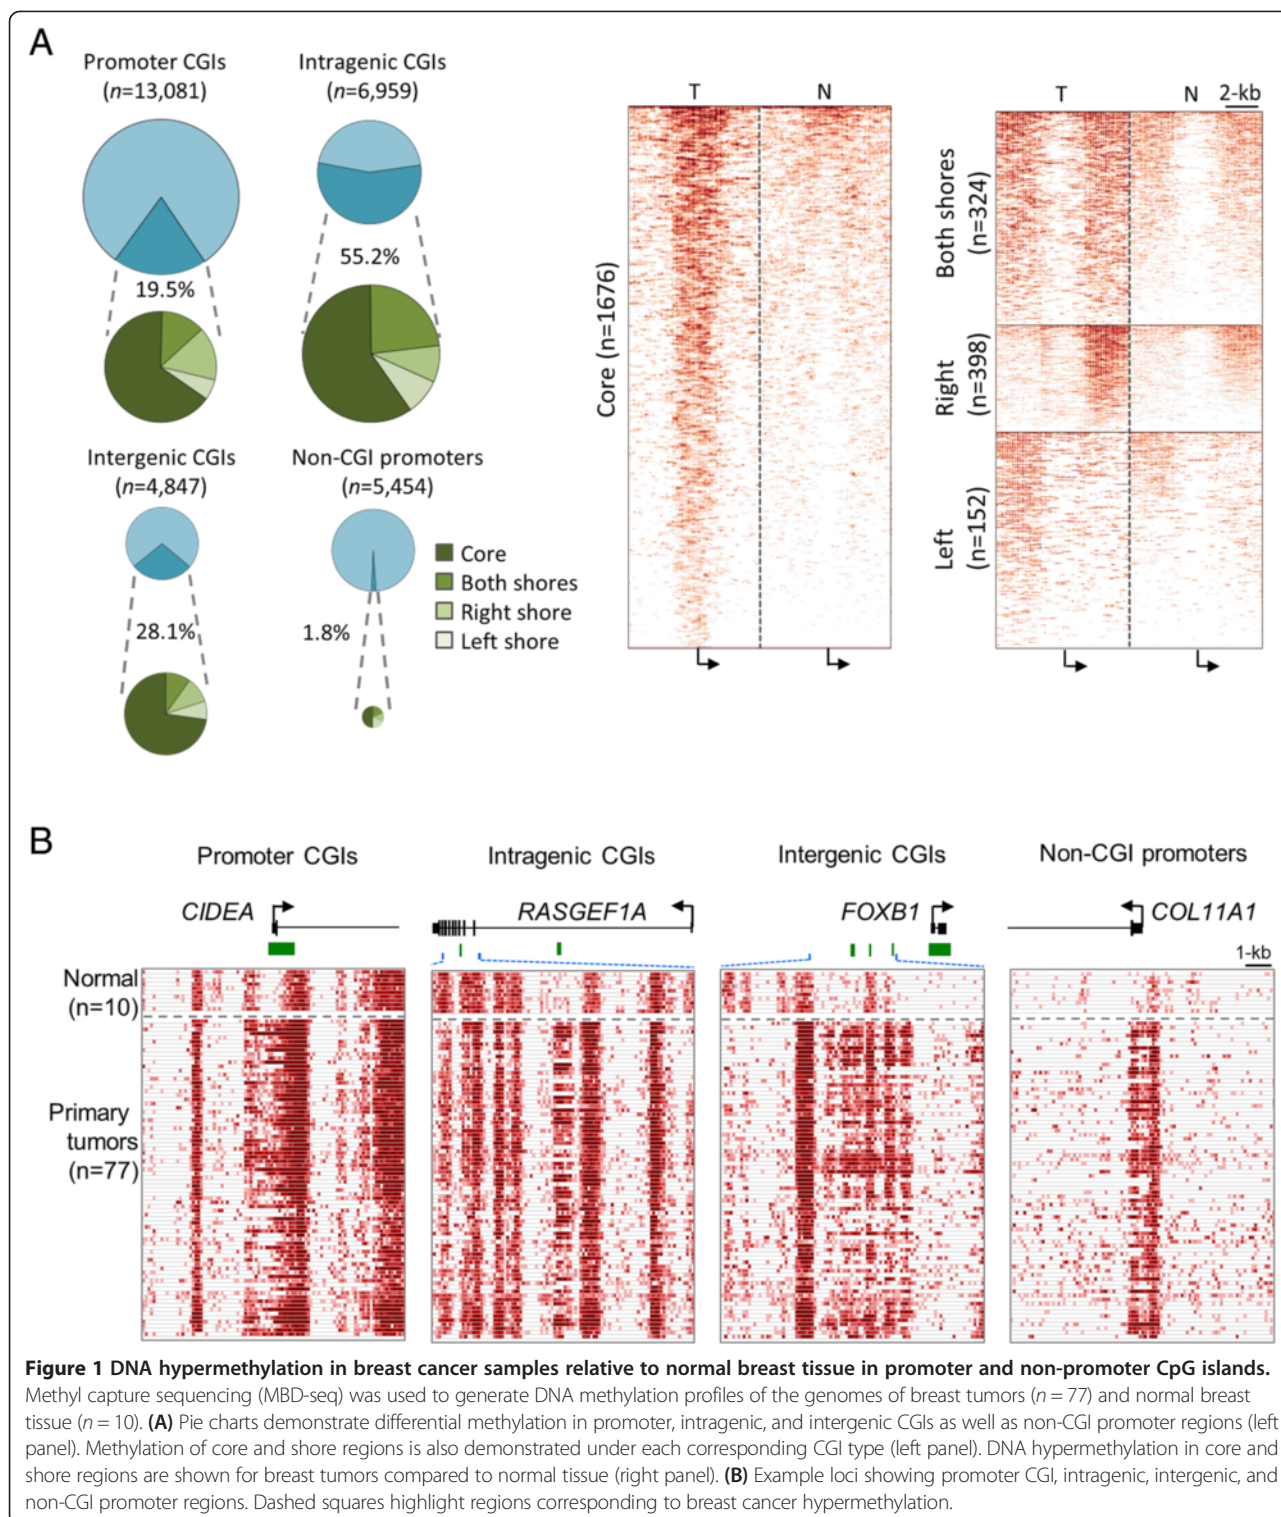 A
Promoter CGIs
(n=13,081)
Intragenic CGIs
(n=6,959)
19.5%
55.2%
Intergenic CGIs
(n=4,847)
Non-CGI promoters
(n=5,454)
28.1%
1.8%
Core
Both shores
Right shore
Left shore
T
N
Core (n=1676)
T
N
2-kb
Both shores
(n=324)
Right
(n=398)
Left
(n=152)
B
Promoter CGIs
Intragenic CGIs
Intergenic CGIs
Non-CGI promoters
CIDEA
RASGEF1A
FOXB1
COL11A1
1-kb
Normal
(n=10)
Primary
tumors
(n=77)
Figure 1 DNA hypermethylation in breast cancer samples relative to normal breast tissue in promoter and non-promoter CpG islands.
Methyl capture sequencing (MBD-seq) was used to generate DNA methylation profiles of the genomes of breast tumors (n = 77) and normal breast
tissue (n = 10). (A) Pie charts demonstrate differential methylation in promoter, intragenic, and intergenic CGIs as well as non-CGI promoter regions (left
panel). Methylation of core and shore regions is also demonstrated under each corresponding CGI type (left panel). DNA hypermethylation in core and
shore regions are shown for breast tumors compared to normal tissue (right panel). (B) Example loci showing promoter CGI, intragenic, intergenic, and
non-CGI promoter regions. Dashed squares highlight regions corresponding to breast cancer hypermethylation.